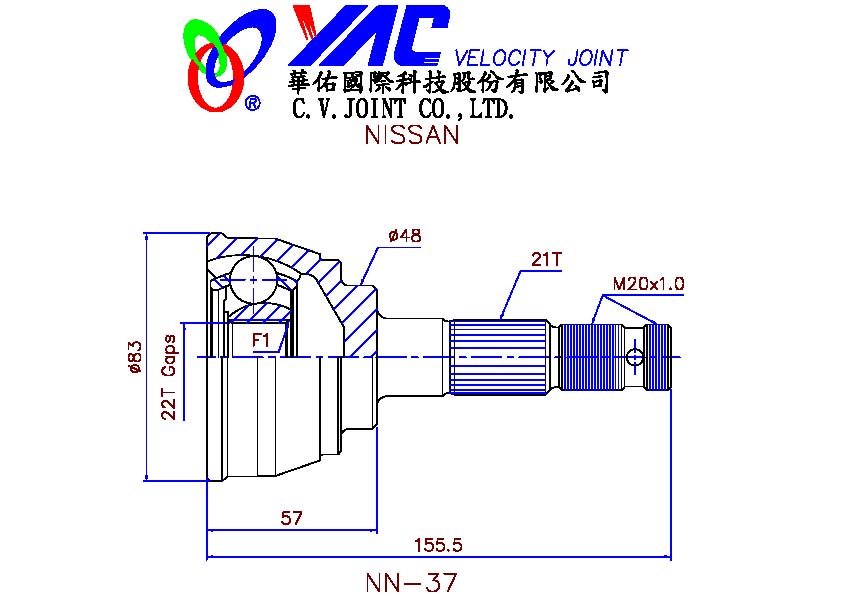 YAC VELOCITY JOINT
®
華佑國際科技股份有限公司
C.V.JOINT CO.,LTD.
NISSAN
ø48
21T
M20x1.0
F1
ø83
22T Gaps
57
155.5
NN-37